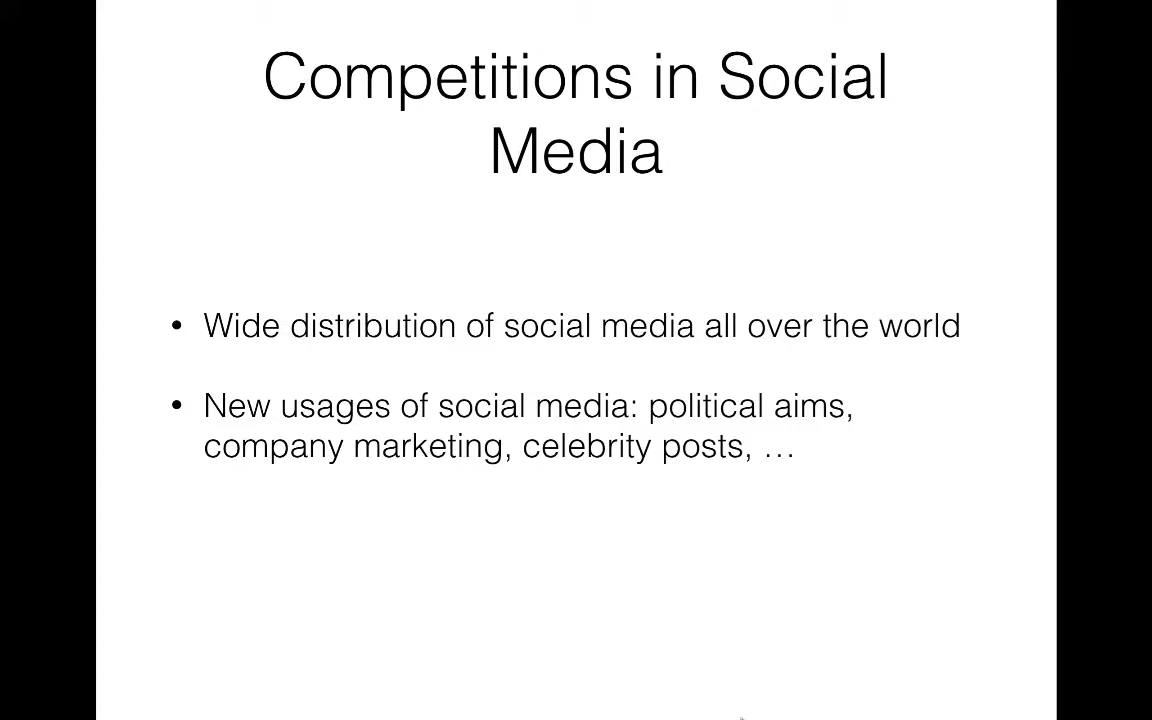 Competitions in Social
Media
• Wide distribution of social media all over the world
• New usages of social media: political aims,
company marketing, celebrity posts, …